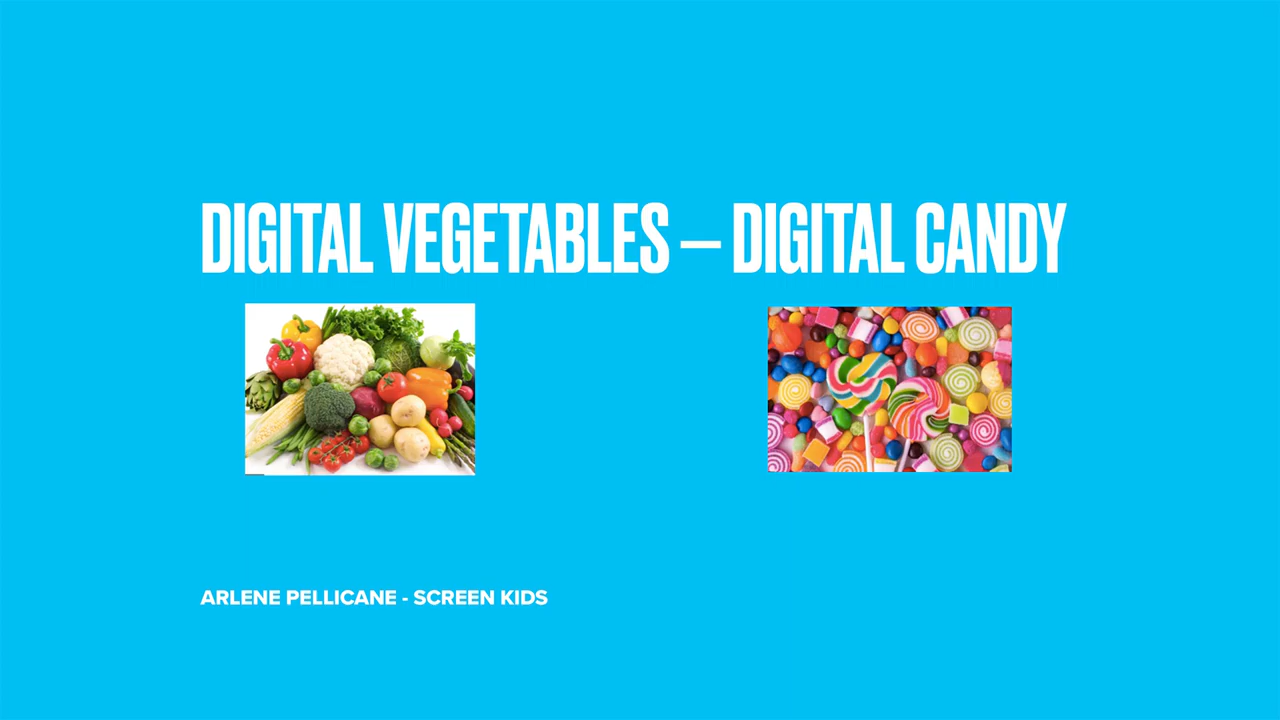 DIGITAL VEGETABLES – DIGITAL CANDY
ARLENE PELLICANE - SCREEN KIDS